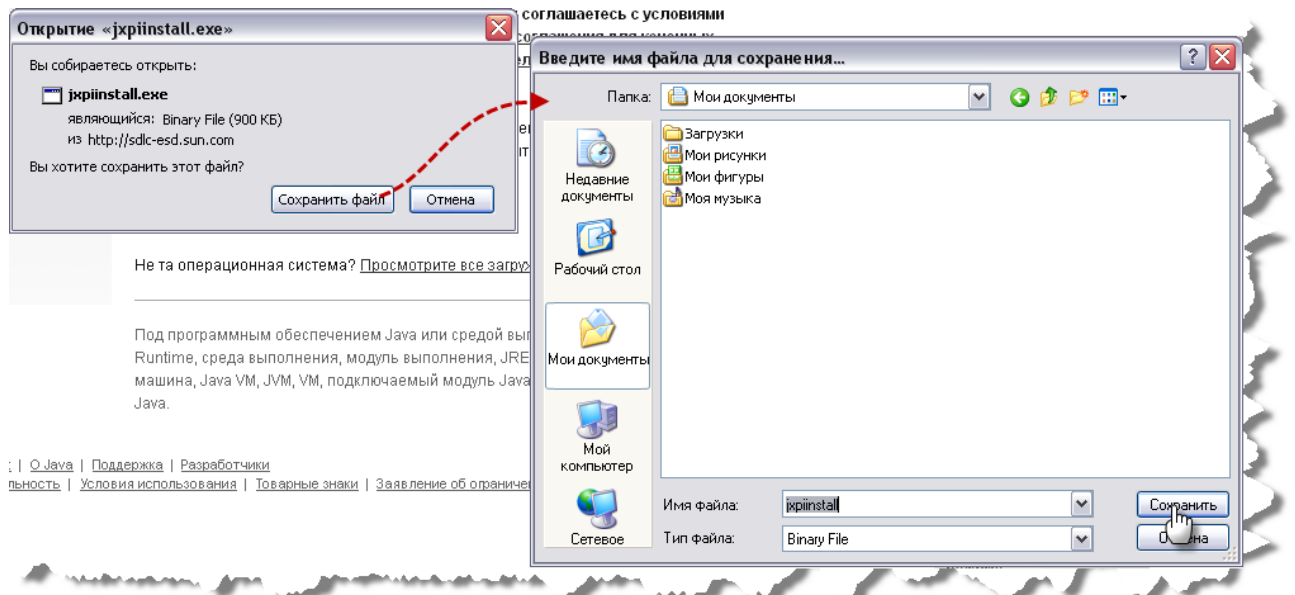 соглашаетесь с условиями
Открытие «jxpiinstall.exe»
Вы собираетесь открыть:
jxpiinstall.exe
являющийся: Binary File (900 КБ)
из http://sdlc-esd.sun.com
Вы хотите сохранить этот файл?
Сохранить файл
Отмена
Введите имя файла для сохранения...
Папка:
Мои документы
Загрузки
Мои рисунки
Мои фигуры
Моя музыка
Недавние
документы
Рабочий стол
Мои документы
Мой
компьютер
Сетевое
Имя файла:
jxpiinstall
Сохранить
Тип файла:
Binary File
Отмена
Не та операционная система? Просмотрите все
Под программным обеспечением Java или средой
Runtime, среда выполнения, модуль выполнения, JRE
машина, Java VM, JVM, VM, подключаемый модуль Java
Java.
| О Java | Поддержка | Разработчики
| Условия использования | Товарные знаки | Заявление об